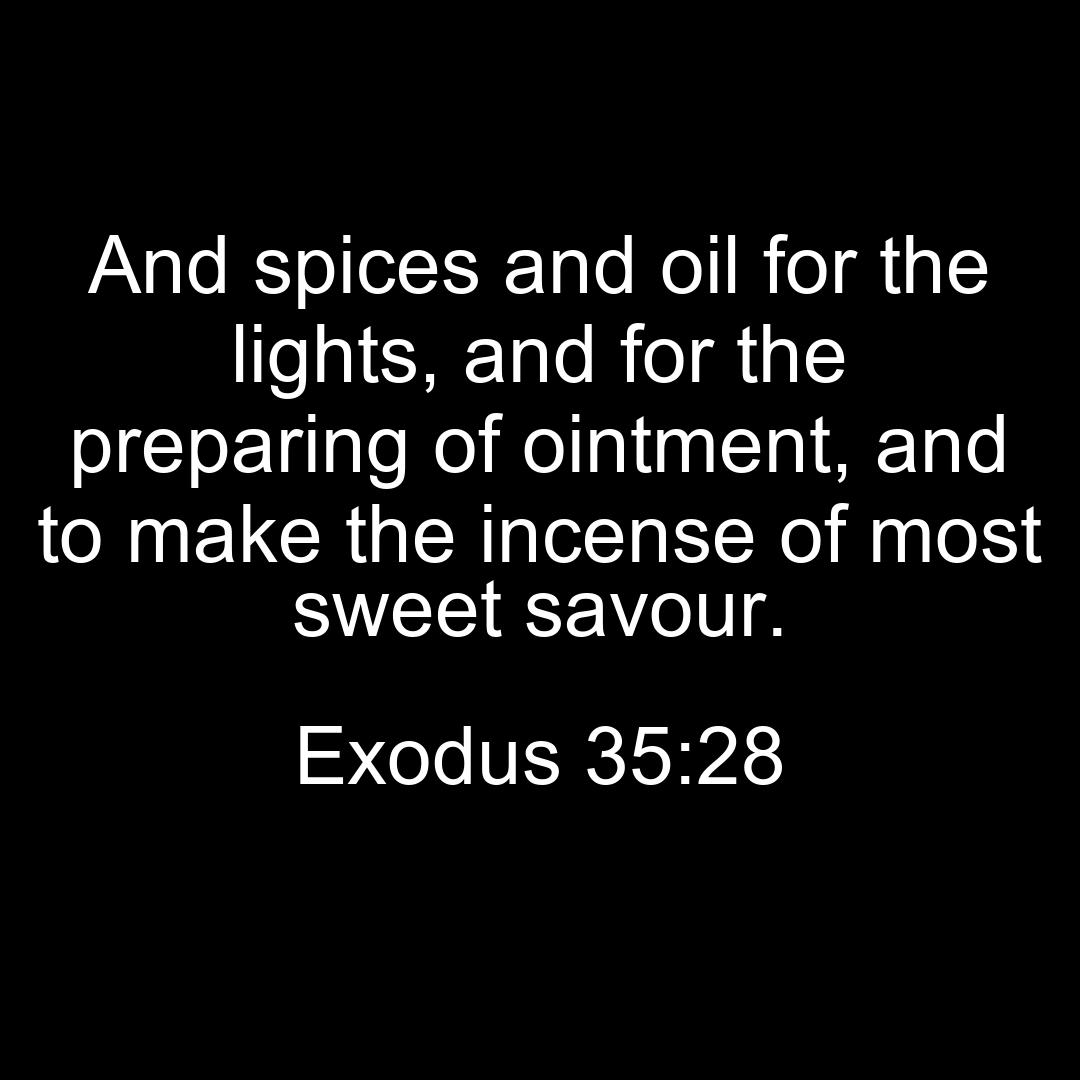 And spices and oil for the
lights, and for the
preparing of ointment, and
to make the incense of most
sweet savour.
Exodus 35:28